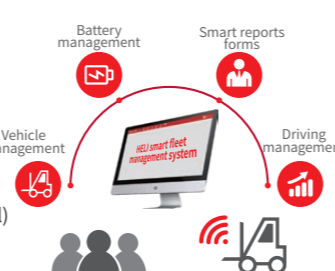 Battery
management
Smart reports
forms
Vehicle
anagement
HELI smart fleet
management system
Driving
managemen
)